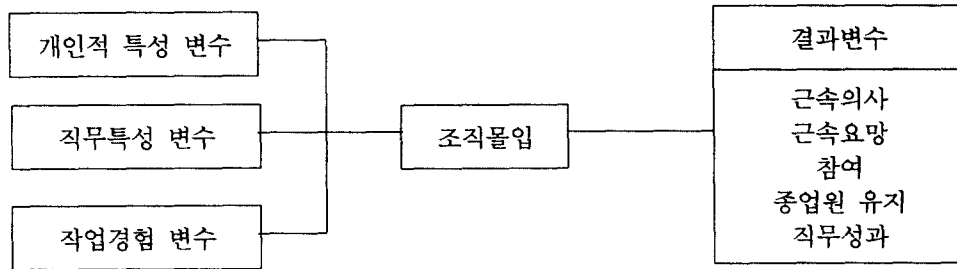 개인적 특성 변수
직무특성 변수
작업경험 변수
조직몰입
결과변수
근속의사
근속요망
참여
종업원 유지
직무성과